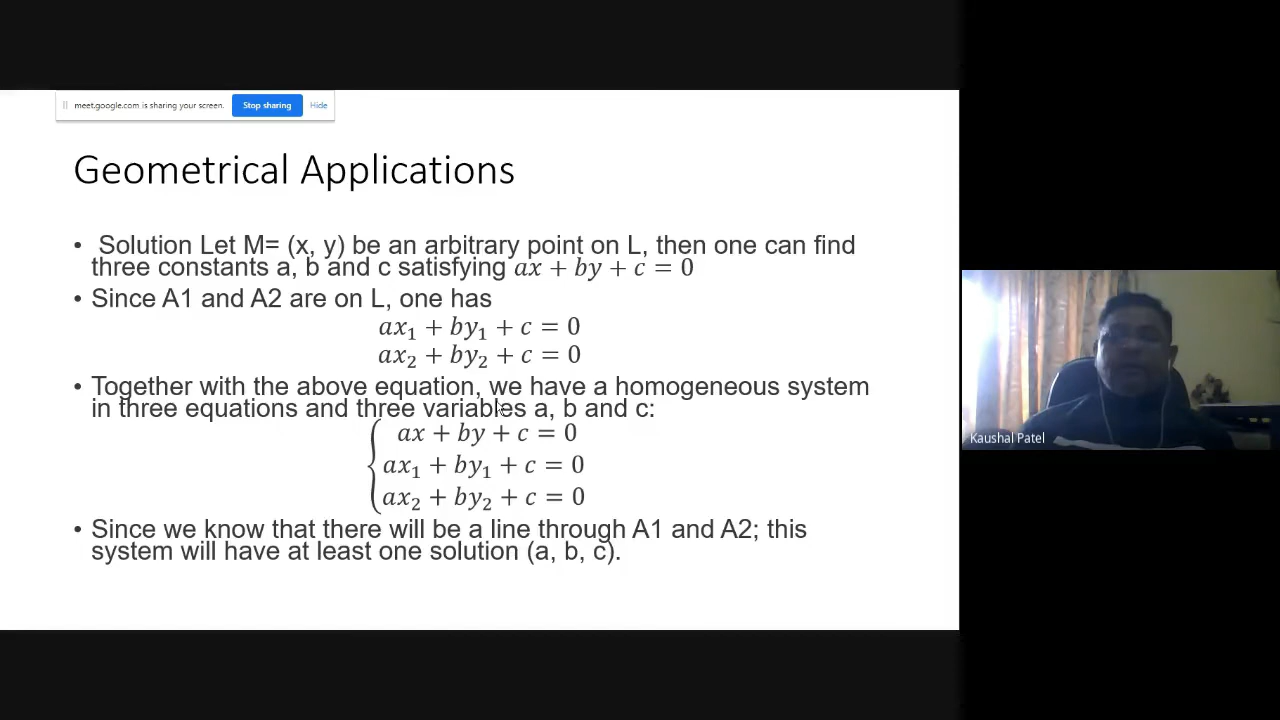 meet.google.com is sharing your screen. Stop sharing Hide
Geometrical Applications
• Solution Let M= (x, y) be an arbitrary point on L, then one can find
three constants a, b and c satisfying 𝑎𝑥 + 𝑏𝑦 + 𝑐 = 0
• Since A1 and A2 are on L, one has
𝑎𝑥₁ + 𝑏𝑦₁ + 𝑐 = 0
𝑎𝑥₂ + 𝑏𝑦₂ + 𝑐 = 0
• Together with the above equation, we have a homogeneous system
in three equations and three variables a, b and c:
𝑎𝑥 + 𝑏𝑦 + 𝑐 = 0
𝑎𝑥₁ + 𝑏𝑦₁ + 𝑐 = 0
𝑎𝑥₂ + 𝑏𝑦₂ + 𝑐 = 0
• Since we know that there will be a line through A1 and A2; this
system will have at least one solution (a, b, c).
Kaushal Patel